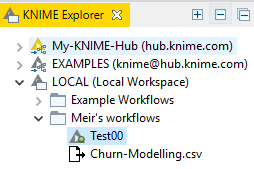 KNIME Explorer
My-KNIME-Hub (hub.knime.com)
EXAMPLES (knime@hub.knime.com)
LOCAL (Local Workspace)
Example Workflows
Meir's workflows
Test00
Churn-Modelling.csv